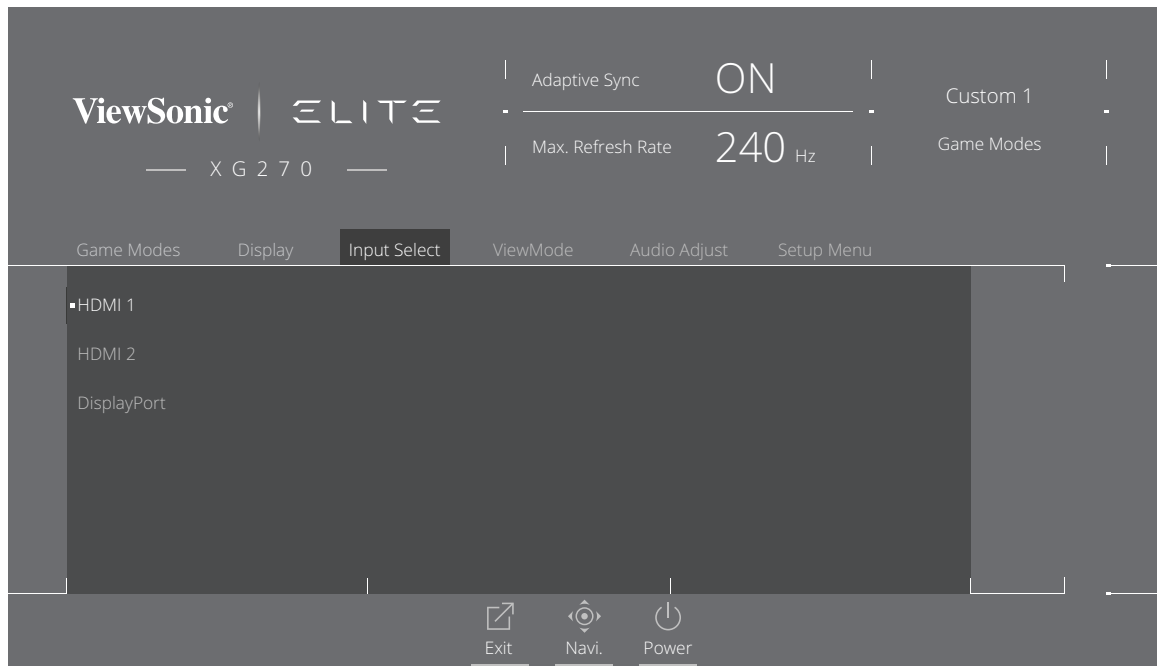 ViewSonic® ELITE
XG270
Adaptive Sync ON
Max. Refresh Rate 240 Hz
Custom 1
Game Modes
Game Modes Display Input Select ViewMode Audio Adjust Setup Menu
HDMI 1
HDMI 2
DisplayPort
Exit Navi. Power